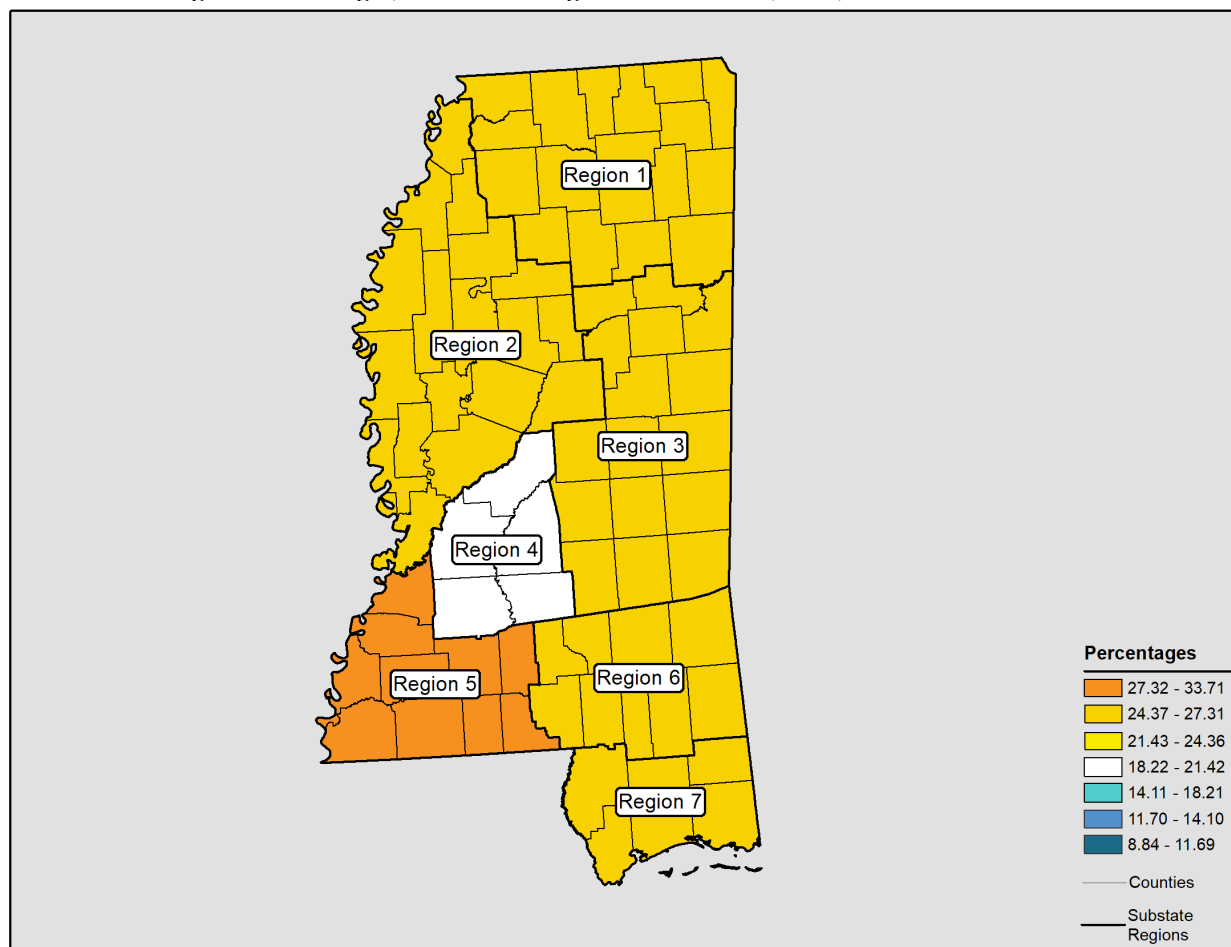 Region 1
Region 2
Region 3
Region 4
Region 5
Region 6
Region 7
Percentages
27.32 - 33.71
24.37 - 27.31
21.43 - 24.36
18.22 - 21.42
14.11 - 18.21
11.70 - 14.10
8.84 - 11.69
Counties
Substate
Regions